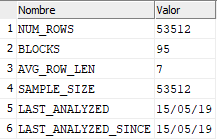 Nombre Valor
1 NUM_ROWS 53512
2 BLOCKS 95
3 AVG_ROW_LEN 7
4 SAMPLE_SIZE 53512
5 LAST_ANALYZED 15/05/19
6 LAST_ANALYZED_SINCE 15/05/19